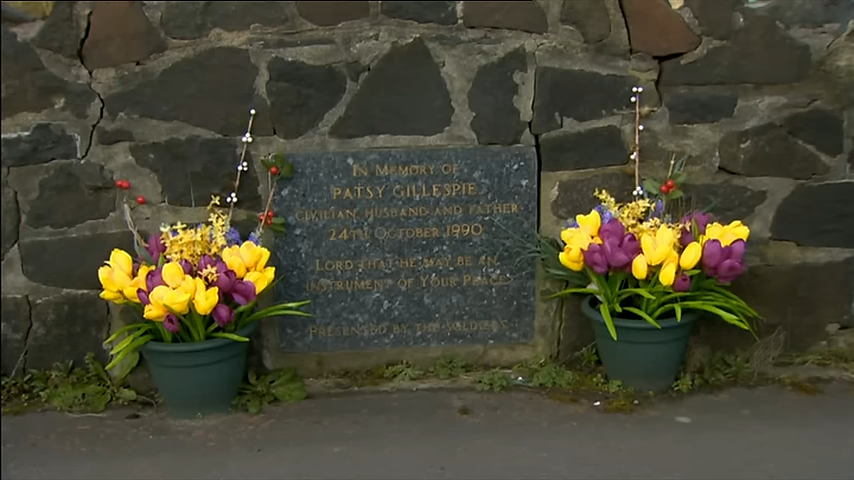 IN MEMORY OF
PATSY GILLESPIE
CIVILIAN, HUSBAND AND FATHER
24TH OCTOBER 1990
LORD THAT HE MAY BE AN
INSTRUMENT OF YOUR PEACE
PRESENTED BY THE SOLDIERS